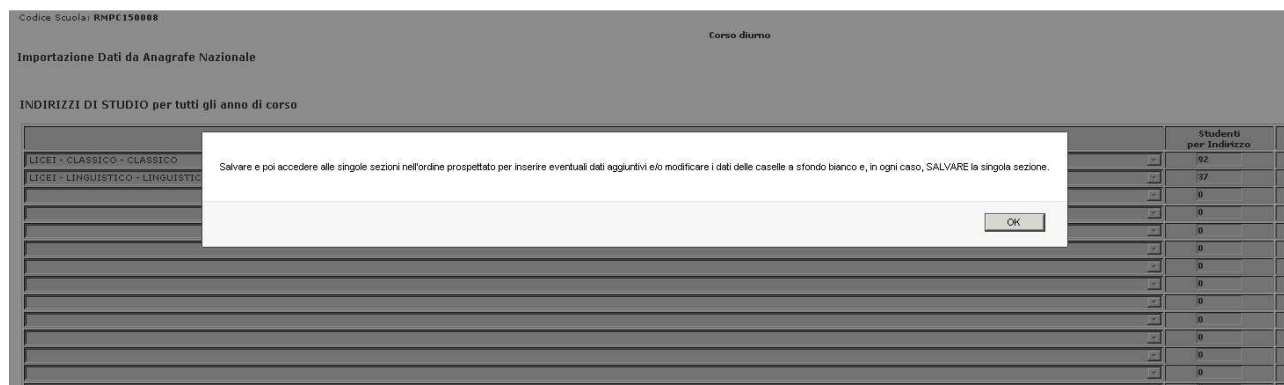 Codice Scuola: RMPC150008
Corso diurno
Importazione Dati da Anagrafe Nazionale
INDIRIZZI DI STUDIO per tutti gli anno di corso
Studenti
per Indirizzo
LICEI - CLASSICO - CLASSICO 92
LICEI - LINGUISTICO - LINGUISTIC 37
0
0
0
0
0
0
0
0
0
0
0
Salvare e poi accedere alle singole sezioni nell'ordine prospettato per inserire eventuali dati aggiuntivi e/o modificare i dati delle caselle a sfondo bianco e, in ogni caso, SALVARE la singola sezione.
OK